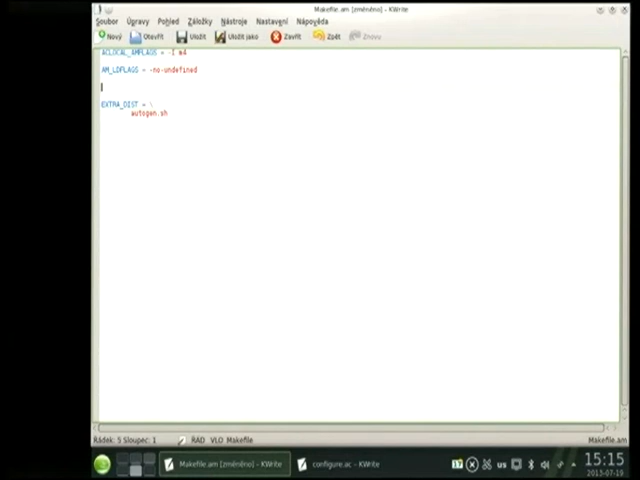 Makefile.am [změněno] - KWrite
Soubor Úpravy Pohled Záložky Nástroje Nastavení Nápověda
Nový Otevřít Uložit Uložit jako Zavřít Zpět Znovu
ACLOCAL_AMFLAGS = -I m4
AM_LDFLAGS = -no-undefined
EXTRA_DIST = \
autogen.sh
Řádek: 5 Sloupec: 1 ŘÁD VLO Makefile Makefile.am
Makefile.am [změněno] - KWrite configure.ac - KWrite us 15:15
2013-07-19